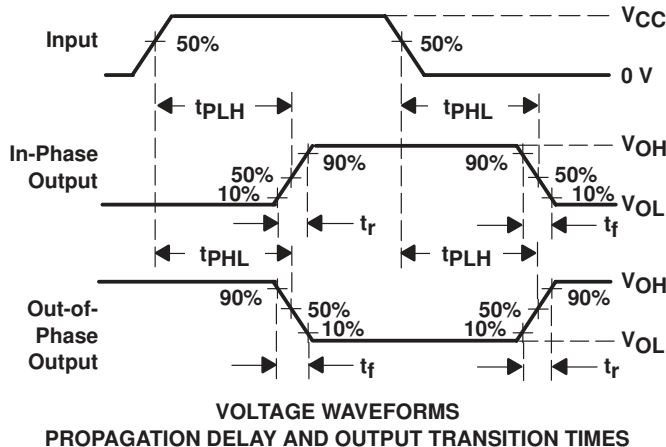 VCC
Input
50%
50%
0 V
tPLH
tPHL
In-Phase
Output
VOH
90%
90%
50%
50%
10%
10%
VOL
tr
tf
tPHL
tPLH
Out-of-
Phase
Output
VOH
90%
90%
50%
50%
10%
10%
VOL
tf
tr
VOLTAGE WAVEFORMS
PROPAGATION DELAY AND OUTPUT TRANSITION TIMES